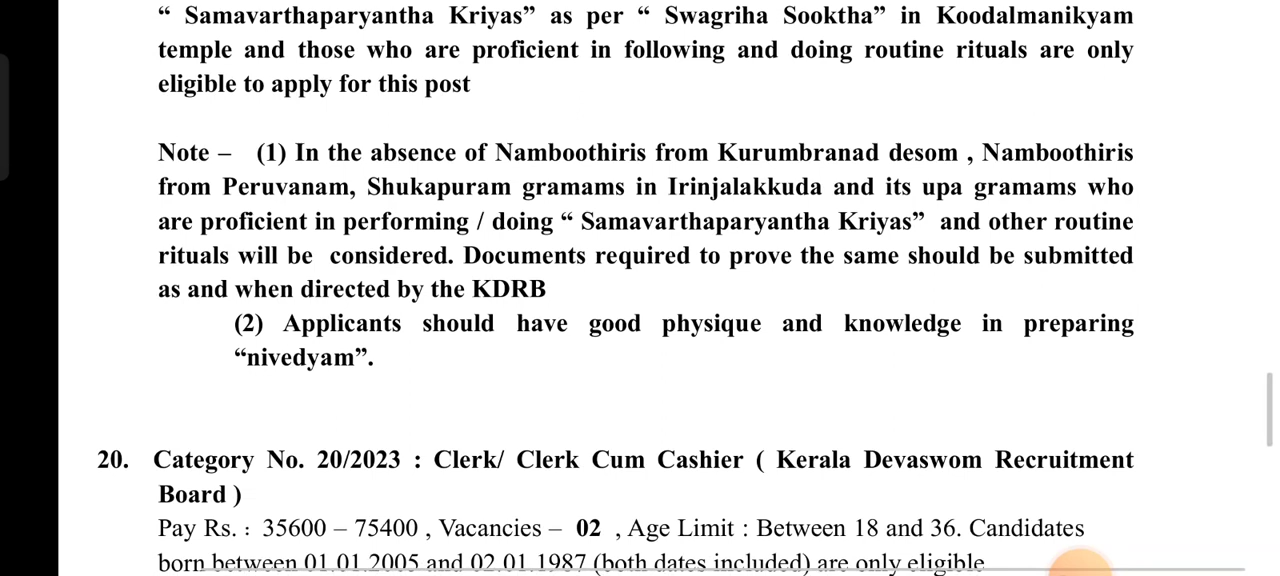 “ Samavarthaparyantha Kriyas” as per “ Swagriha Sooktha” in Koodalmanikyam
temple and those who are proficient in following and doing routine rituals are only
eligible to apply for this post
Note – (1) In the absence of Namboothiris from Kurumbranad desom , Namboothiris
from Peruvanam, Shukapuram gramams in Irinjalakkuda and its upa gramams who
are proficient in performing / doing “ Samavarthaparyantha Kriyas” and other routine
rituals will be considered. Documents required to prove the same should be submitted
as and when directed by the KDRB
(2) Applicants should have good physique and knowledge in preparing
“nivedyam”.
20. Category No. 20/2023 : Clerk/ Clerk Cum Cashier ( Kerala Devaswom Recruitment
Board )
Pay Rs. : 35600 – 75400 , Vacancies – 02 , Age Limit : Between 18 and 36. Candidates
born between 01.01.2005 and 02.01.1987 (both dates included) are only eligible